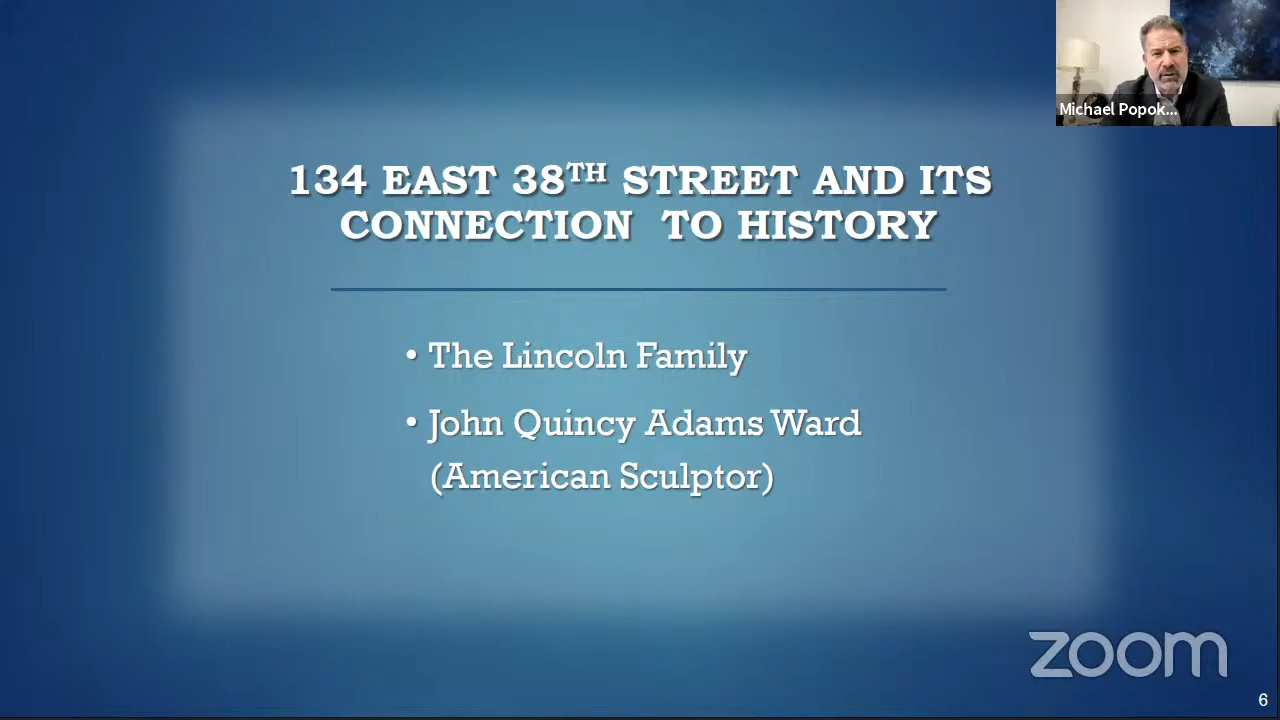 Michael Popok...
134 EAST 38TH STREET AND ITS
CONNECTION TO HISTORY
• The Lincoln Family
• John Quincy Adams Ward
(American Sculptor)
zoom
6